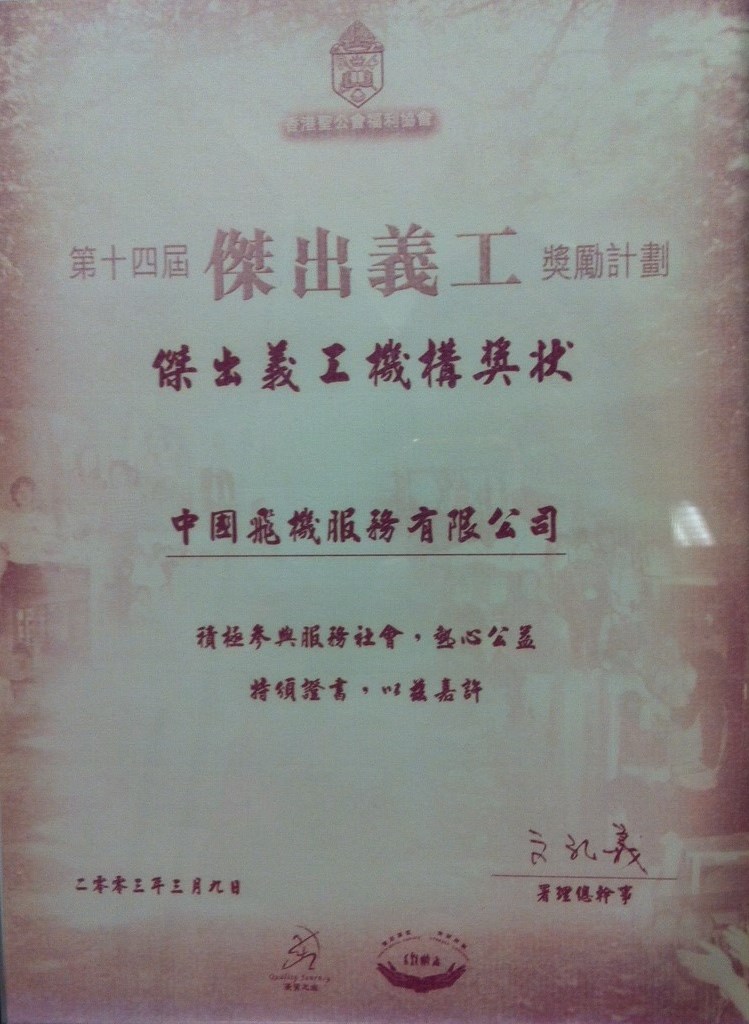 香港聖公會福利協會
第十四屆 傑出義工 獎勵計劃
傑出義工機構獎状
中國飛機服務有限公司
積極參與服務社會，熱心公益
特頒證書，以茲嘉許
二零零三年三月九日
署理總幹事
Quality Journey